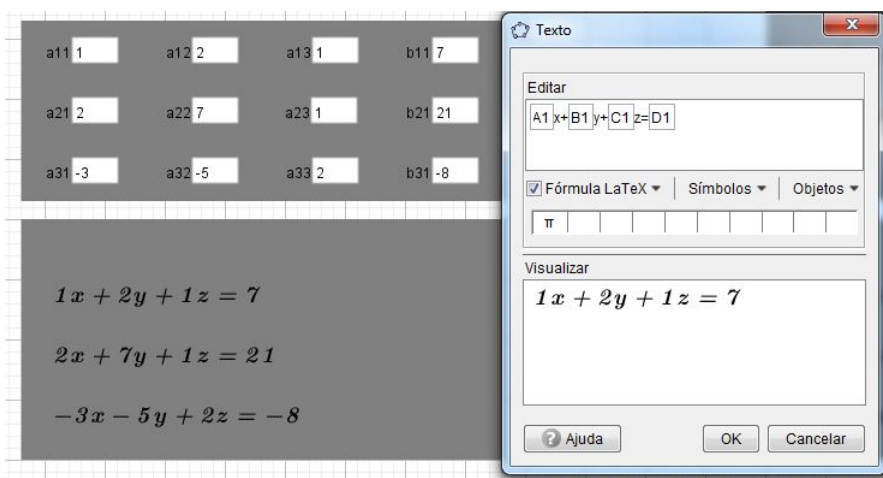 a11 1 a12 2 a13 1 b11 7
a21 2 a22 7 a23 1 b21 21
a31 -3 a32 -5 a33 2 b31 -8
1x + 2y + 1z = 7
2x + 7y + 1z = 21
-3x - 5y + 2z = -8
Texto
Editar
A1 x+ B1 y+ C1 z= D1
Fórmula LaTeX Símbolos Objetos
π
Visualizar
1x + 2y + 1z = 7
Ajuda OK Cancelar